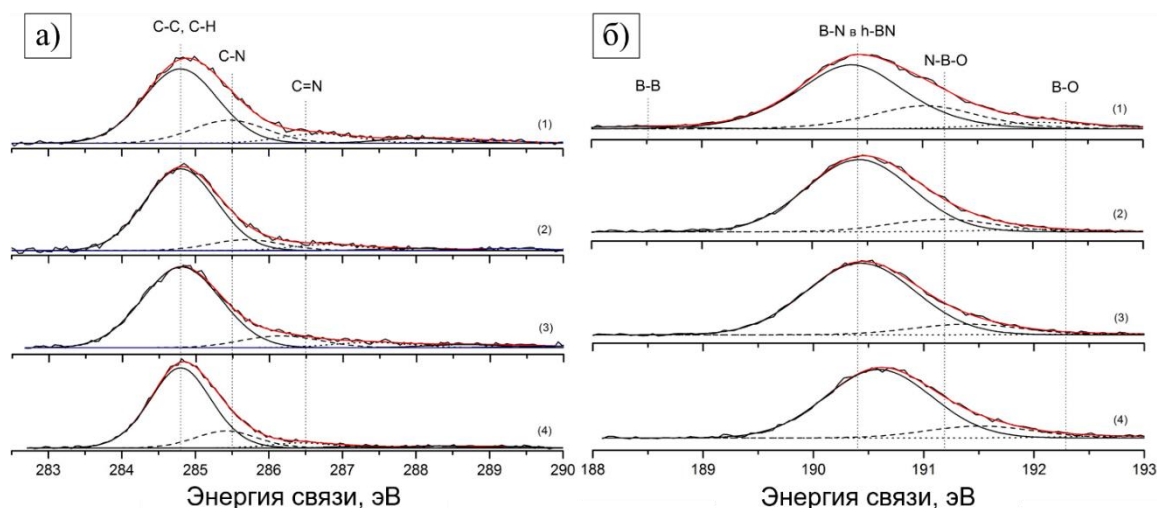 а)
C-C, C-H
C-N
C=N
(1)
(2)
(3)
(4)
283 284 285 286 287 288 289 290
Энергия связи, эВ
б)
B-N в h-BN
N-B-O
B-B
B-O
(1)
(2)
(3)
(4)
188 189 190 191 192 193
Энергия связи, эВ